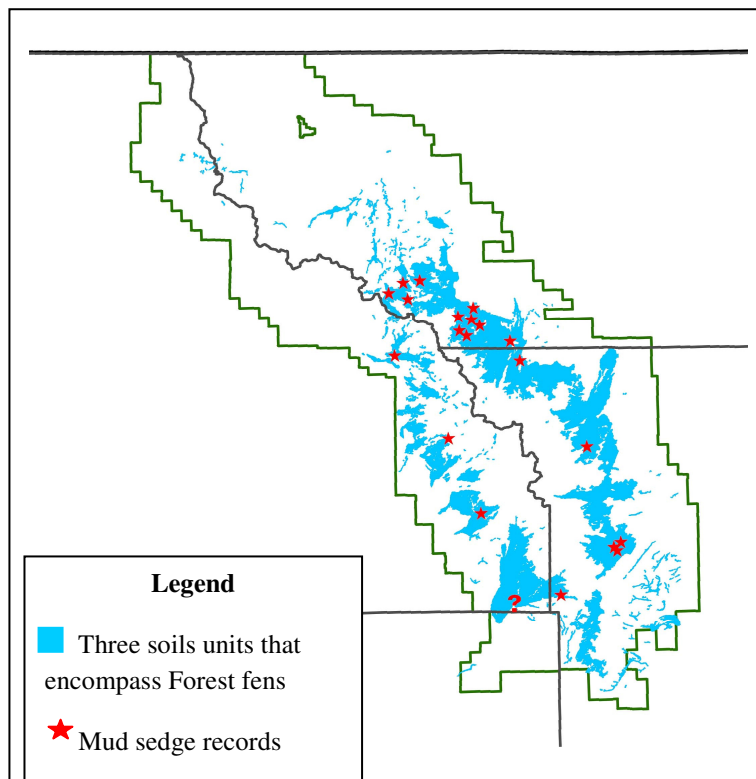 ?
Legend
Three soils units that
encompass Forest fens
Mud sedge records